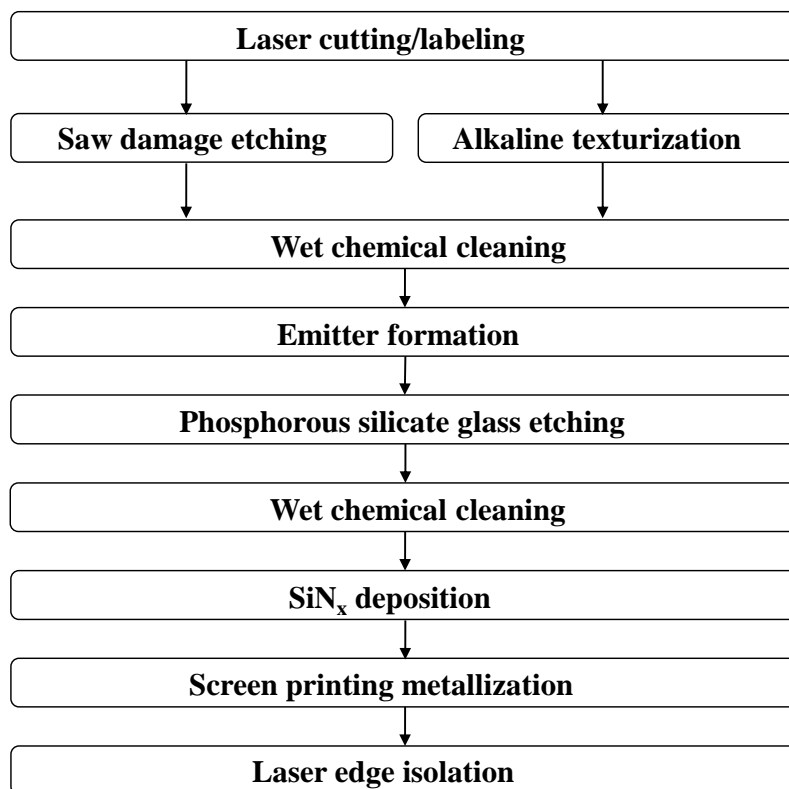 Laser cutting/labeling
Saw damage etching
Alkaline texturization
Wet chemical cleaning
Emitter formation
Phosphorous silicate glass etching
Wet chemical cleaning
SiNx deposition
Screen printing metallization
Laser edge isolation